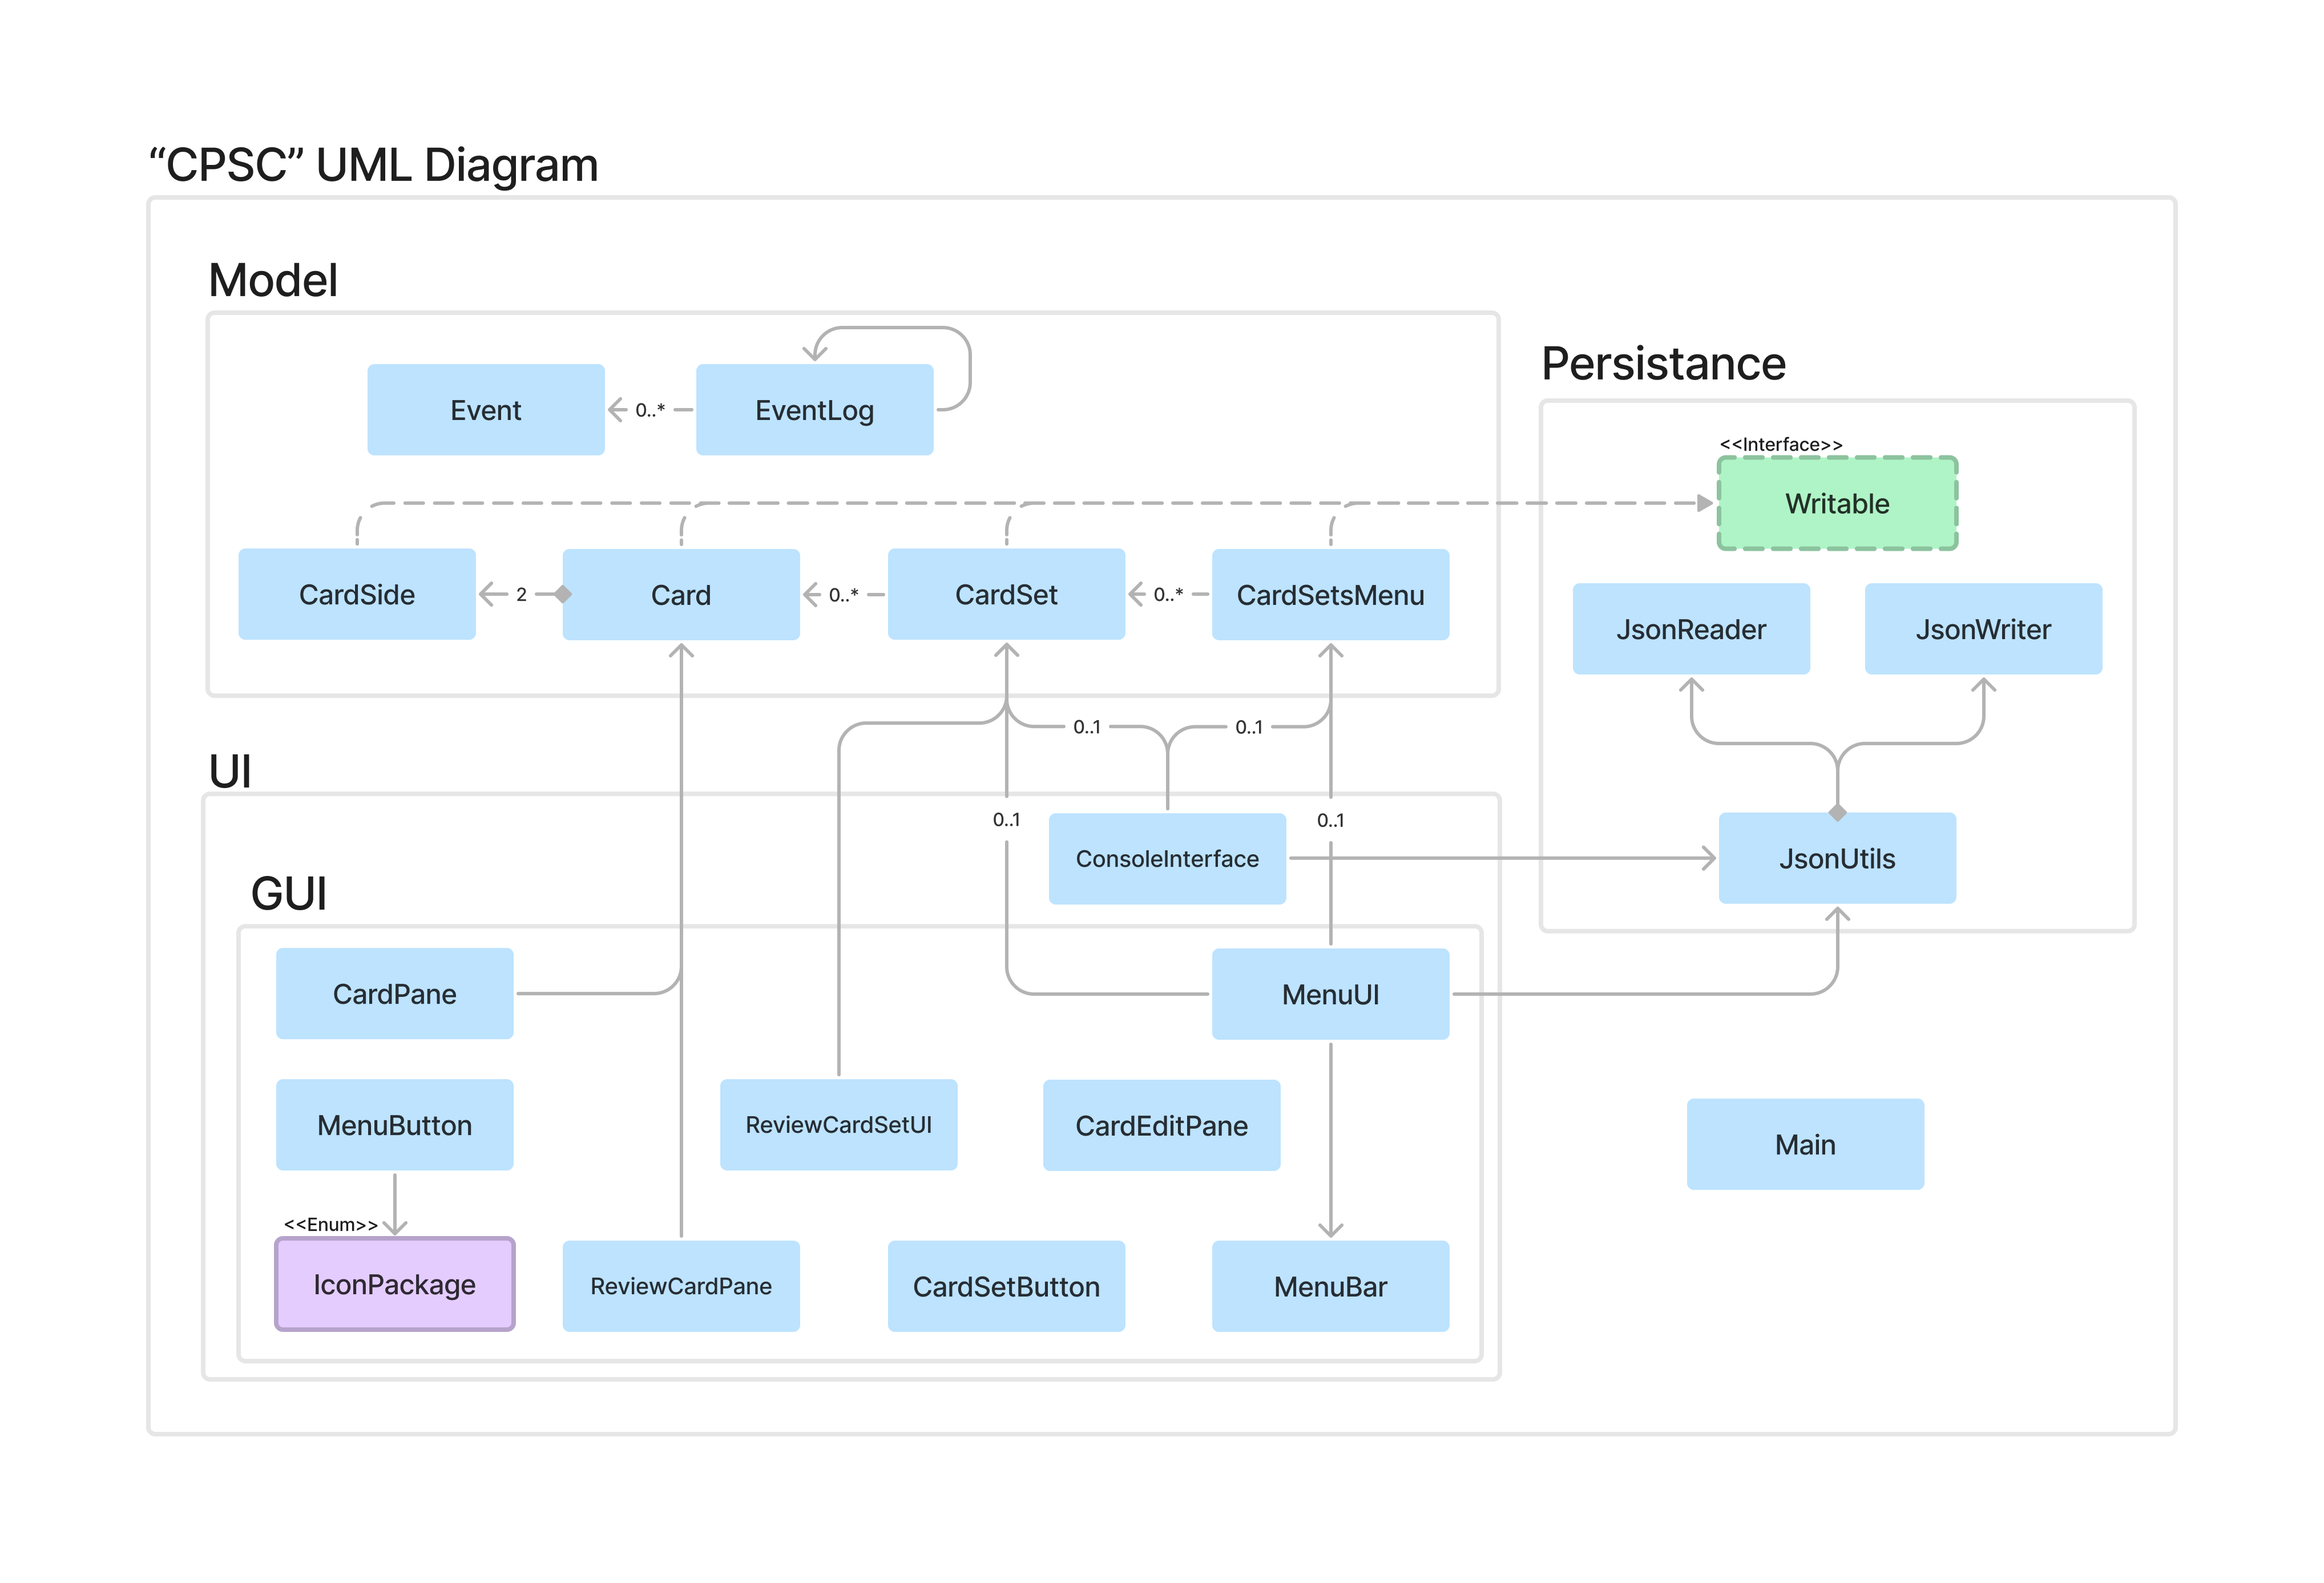 “CPSC” UML Diagram
Model
Event
0..*
EventLog
Persistance
<<Interface>>
Writable
CardSide
2
Card
0..*
CardSet
0..*
CardSetsMenu
JsonReader
JsonWriter
0..1
0..1
UI
0..1
0..1
ConsoleInterface
JsonUtils
GUI
CardPane
MenuUI
MenuButton
ReviewCardSetUI
CardEditPane
Main
<<Enum>>
IconPackage
ReviewCardPane
CardSetButton
MenuBar